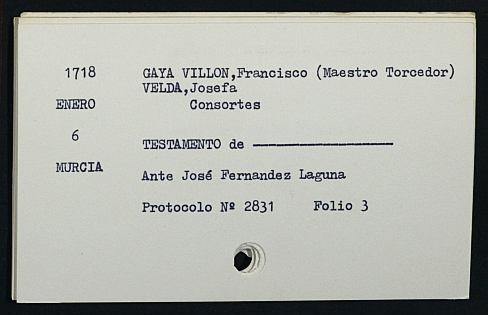 1718 GAYA VILLON,Francisco (Maestro Torcedor)
VELDA,Josefa
ENERO Consortes
6
TESTAMENTO de ------------------
MURCIA
Ante José Fernandez Laguna
Protocolo Nº 2831 Folio 3